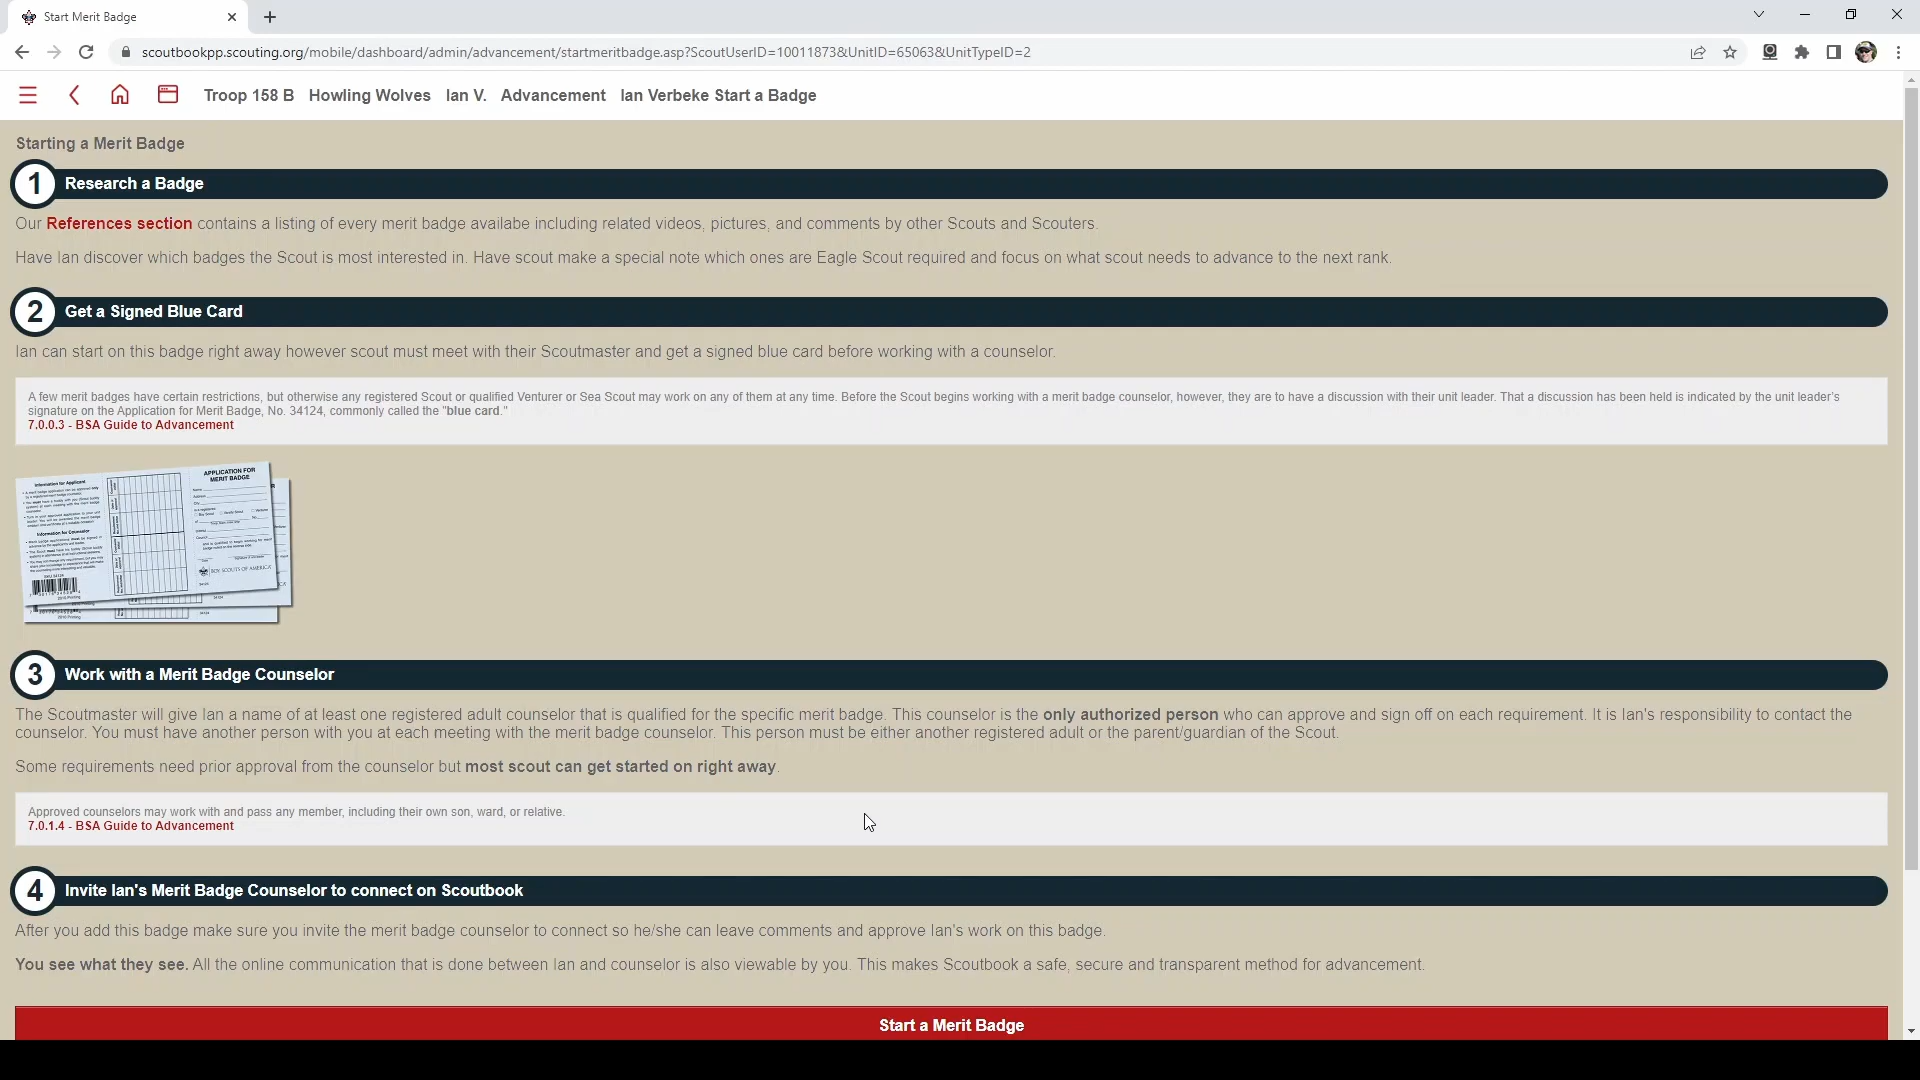 Start Merit Badge
scoutbookpp.scouting.org/mobile/dashboard/admin/advancement/startmeritbadge.asp?ScoutUserID=10011873&UnitID=65063&UnitTypeID=2
Troop 158 B Howling Wolves Ian V. Advancement Ian Verbeke Start a Badge
Starting a Merit Badge
1 Research a Badge
Our References section contains a listing of every merit badge availabe including related videos, pictures, and comments by other Scouts and Scouters.
Have Ian discover which badges the Scout is most interested in. Have scout make a special note which ones are Eagle Scout required and focus on what scout needs to advance to the next rank.
2 Get a Signed Blue Card
Ian can start on this badge right away however scout must meet with their Scoutmaster and get a signed blue card before working with a counselor.
A few merit badges have certain restrictions, but otherwise any registered Scout or qualified Venturer or Sea Scout may work on any of them at any time. Before the Scout begins working with a merit badge counselor, however, they are to have a discussion with their unit leader. That a discussion has been held is indicated by the unit leader's
signature on the Application for Merit Badge, No. 34124, commonly called the "blue card."
7.0.0.3 - BSA Guide to Advancement
Information for Applicant
APPLICATION FOR
MERIT BADGE
Information for Counselor
BOY SCOUTS OF AMERICA
3 Work with a Merit Badge Counselor
The Scoutmaster will give Ian a name of at least one registered adult counselor that is qualified for the specific merit badge. This counselor is the only authorized person who can approve and sign off on each requirement. It is Ian's responsibility to contact the
counselor. You must have another person with you at each meeting with the merit badge counselor. This person must be either another registered adult or the parent/guardian of the Scout.
Some requirements need prior approval from the counselor but most scout can get started on right away.
Approved counselors may work with and pass any member, including their own son, ward, or relative.
7.0.1.4 - BSA Guide to Advancement
4 Invite Ian's Merit Badge Counselor to connect on Scoutbook
After you add this badge make sure you invite the merit badge counselor to connect so he/she can leave comments and approve Ian's work on this badge.
You see what they see. All the online communication that is done between Ian and counselor is also viewable by you. This makes Scoutbook a safe, secure and transparent method for advancement.
Start a Merit Badge